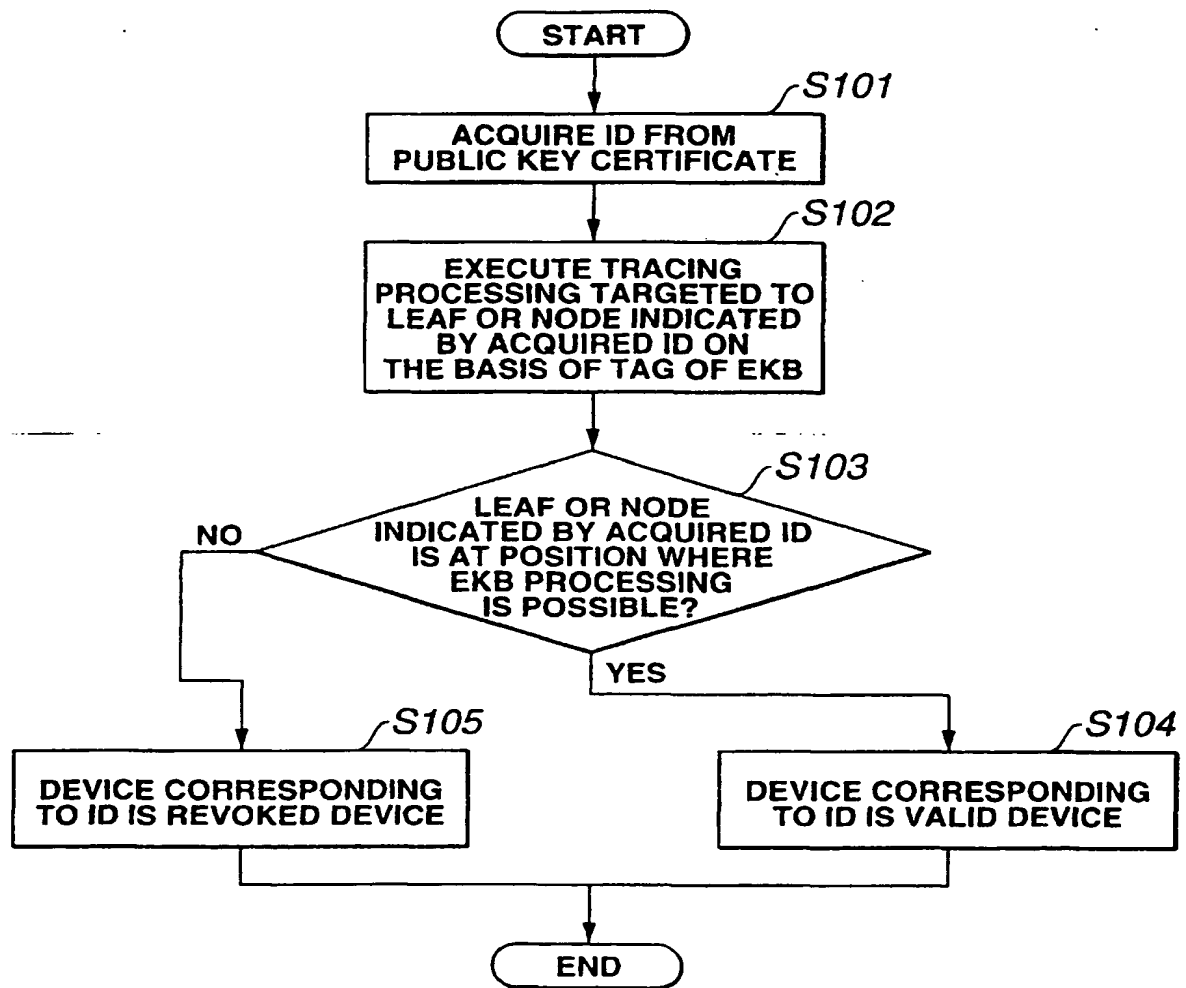 START
S101
ACQUIRE ID FROM
PUBLIC KEY CERTIFICATE
S102
EXECUTE TRACING
PROCESSING TARGETED TO
LEAF OR NODE INDICATED
BY ACQUIRED ID ON
THE BASIS OF TAG OF EKB
S103
LEAF OR NODE
INDICATED BY ACQUIRED ID
IS AT POSITION WHERE
EKB PROCESSING
IS POSSIBLE?
NO
YES
S105
DEVICE CORRESPONDING
TO ID IS REVOKED DEVICE
S104
DEVICE CORRESPONDING
TO ID IS VALID DEVICE
END